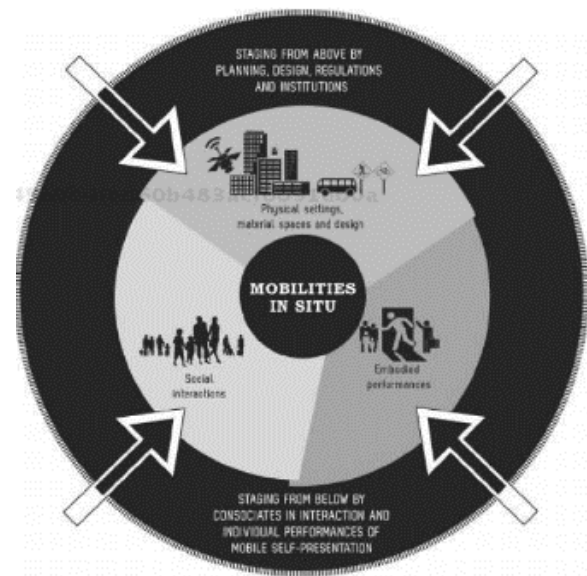 STAGING FROM ABOVE BY
PLANNING, DESIGN, REGULATIONS
AND INSTITUTIONS
Physical settings,
material spaces and design
MOBILITIES
IN SITU
Social
interactions
Embodied
performances
STAGING FROM BELOW BY
CONSOCIATES IN INTERACTION AND
INDIVIDUAL PERFORMANCES OF
MOBILE SELF-PRESENTATION